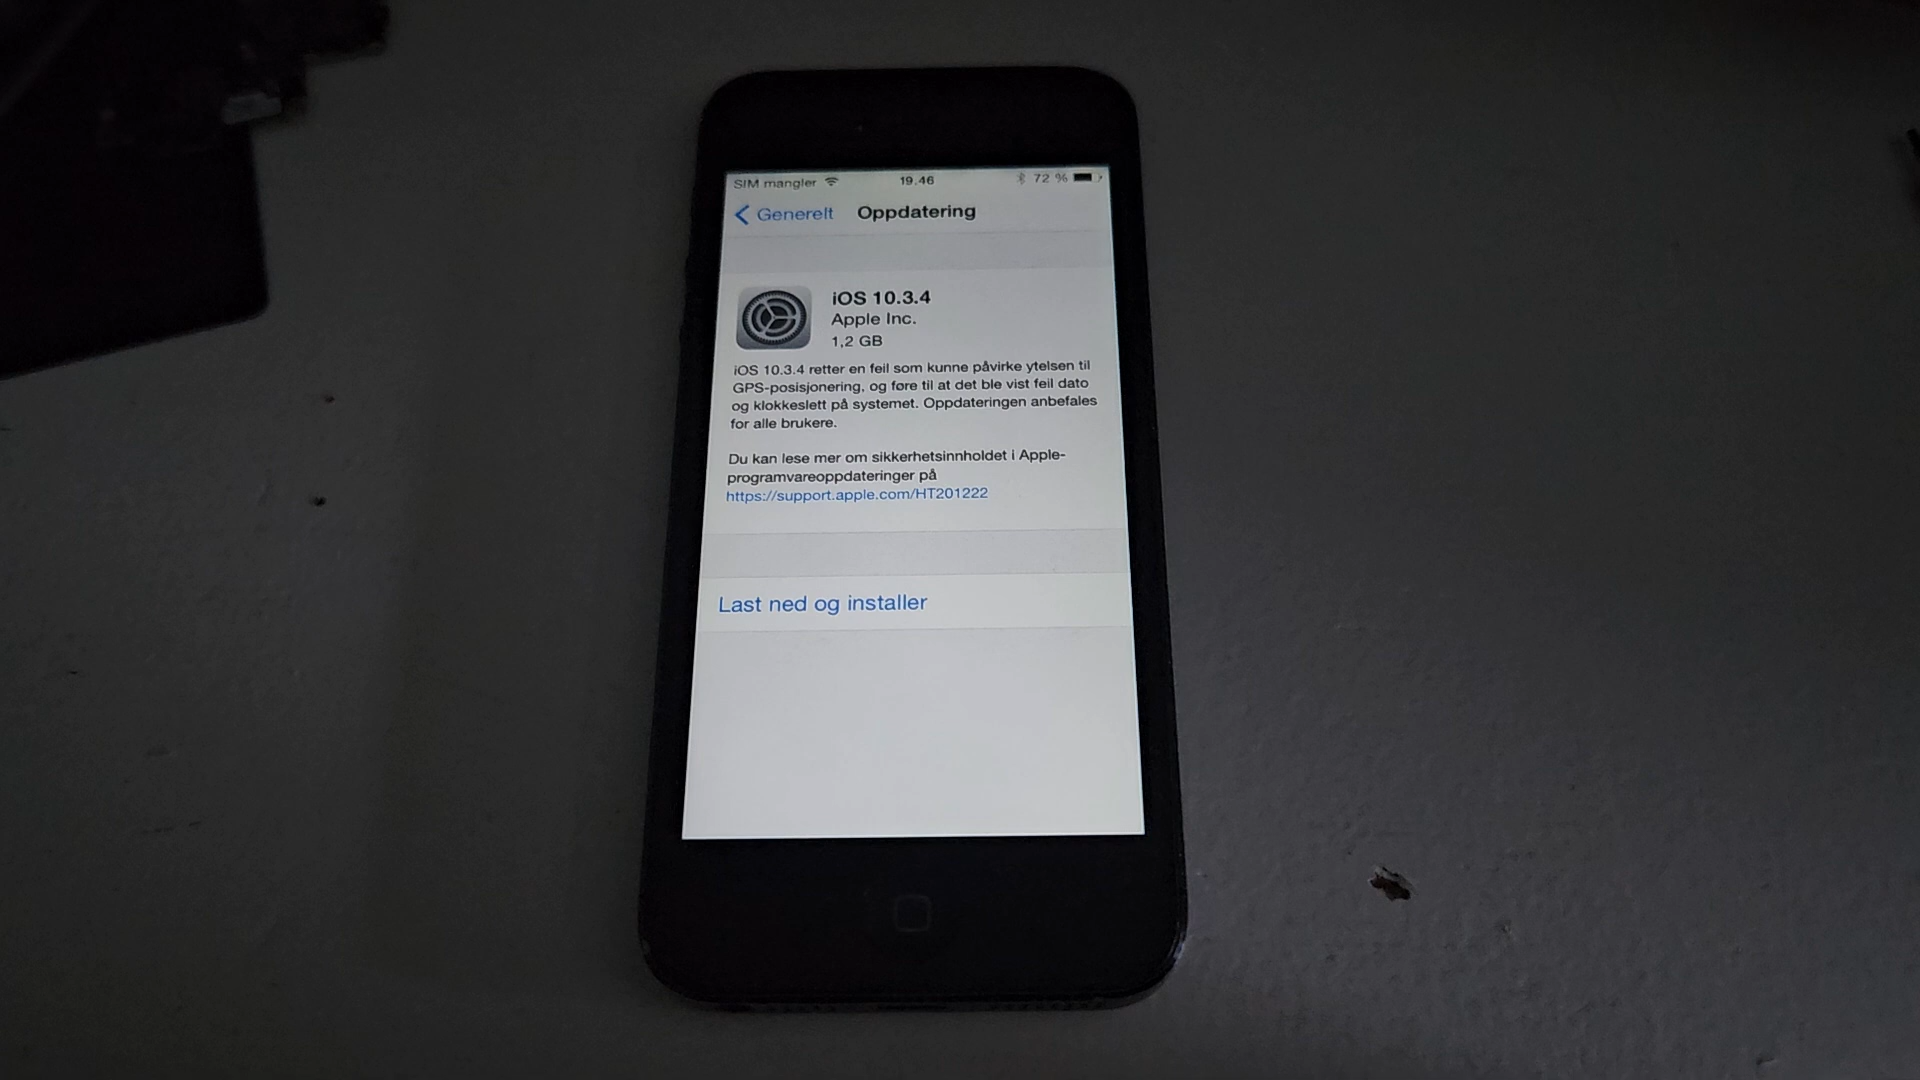 SIM mangler 19.46 72 %
Generelt Oppdatering
iOS 10.3.4
Apple Inc.
1,2 GB
iOS 10.3.4 retter en feil som kunne påvirke ytelsen til
GPS-posisjonering, og føre til at det ble vist feil dato
og klokkeslett på systemet. Oppdateringen anbefales
for alle brukere.
Du kan lese mer om sikkerhetsinnholdet i Apple-
programvareoppdateringer på
https://support.apple.com/HT201222
Last ned og installer